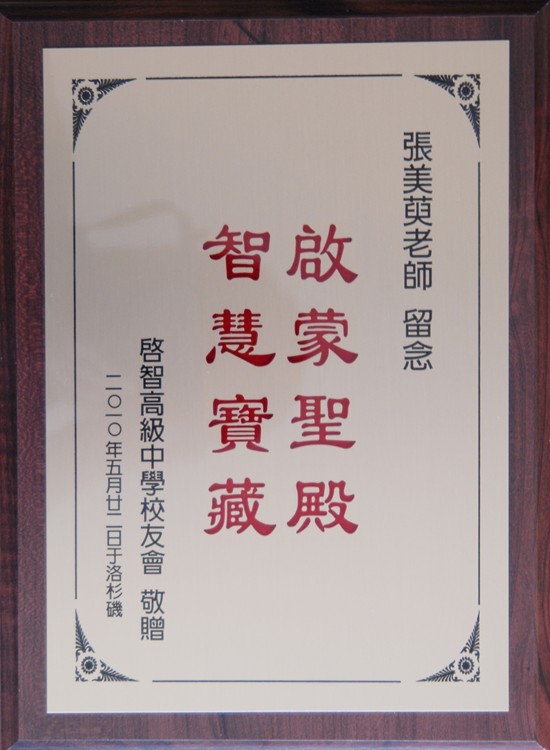 張美萸老師 留念
啟蒙聖殿
智慧寶藏
啓智高級中學校友會 敬贈
二〇一〇年五月廿二日于洛杉磯